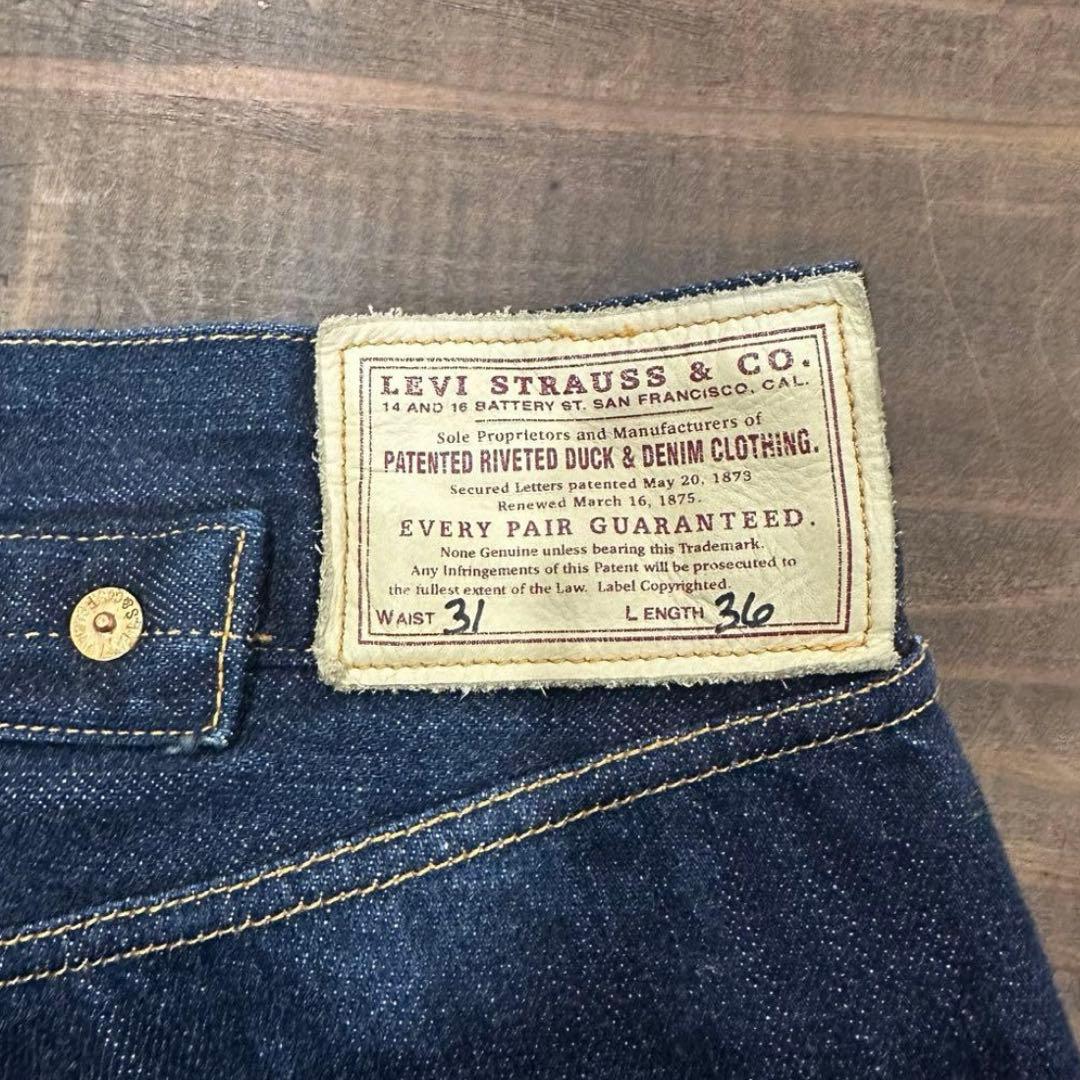 LEVI STRAUSS & CO.
14 AND 16 BATTERY ST. SAN FRANCISCO, CAL.
Sole Proprietors and Manufacturers of
PATENTED RIVETED DUCK & DENIM CLOTHING.
Secured Letters patented May 20, 1873
Renewed March 16, 1875.
EVERY PAIR GUARANTEED.
None Genuine unless bearing this Trademark.
Any Infringements of this Patent will be prosecuted to
the fullest extent of the Law. Label Copyrighted.
WAIST 31 LENGTH 36